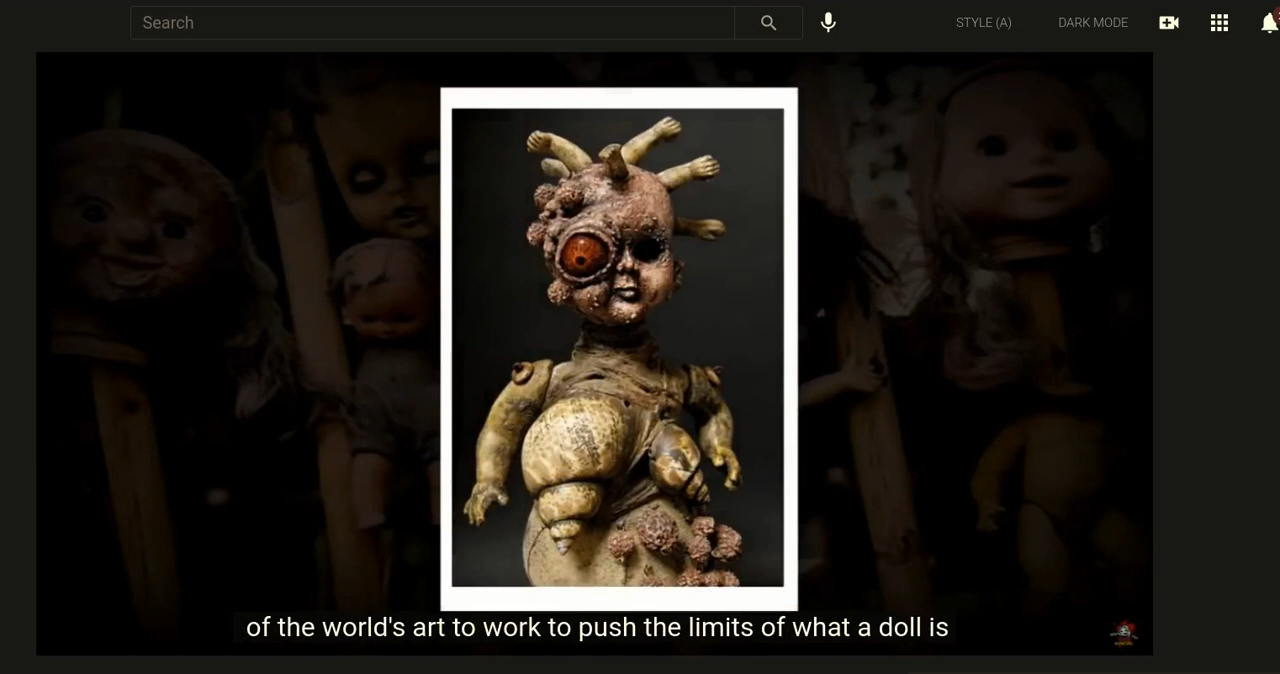 Search
STYLE (A)
DARK MODE
of the world's art to work to push the limits of what a doll is